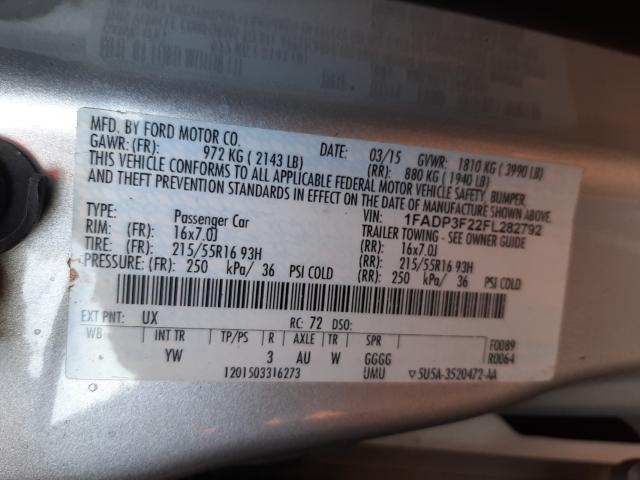 MFD. BY FORD MOTOR CO.
DATE: 03/15 GVWR: 1810 KG ( 3990 LB)
GAWR: (FR): 972 KG ( 2143 LB) (RR): 880 KG ( 1940 LB)
THIS VEHICLE CONFORMS TO ALL APPLICABLE FEDERAL MOTOR VEHICLE SAFETY, BUMPER,
AND THEFT PREVENTION STANDARDS IN EFFECT ON THE DATE OF MANUFACTURE SHOWN ABOVE.
VIN: 1FADP3F22FL282792
TYPE: Passenger Car TRAILER TOWING - SEE OWNER GUIDE
RIM: (FR): 16x7.0J (RR): 16x7.0J
TIRE: (FR): 215/55R16 93H (RR): 215/55R16 93H
PRESSURE: (FR): 250 kPa/ 36 PSI COLD (RR): 250 kPa/ 36 PSI COLD
EXT PNT: UX RC: 72 DSO:
WB INT TR TP/PS R AXLE TR SPR F0089
YW 3 AU W GGGG R0064
1201503316273 UMU ▽5U5A-3520472-AA